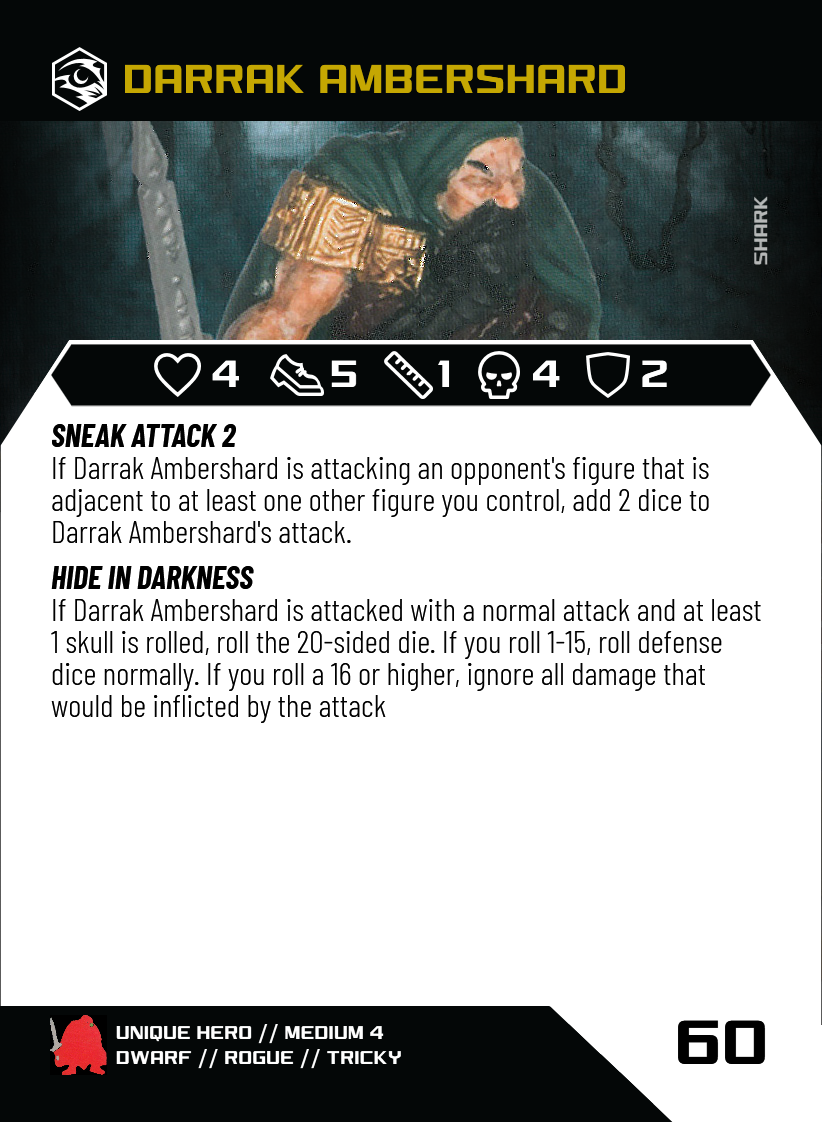 DARRAK AMBERSHARD
SHARK
4 5 1 4 2
SNEAK ATTACK 2
If Darrak Ambershard is attacking an opponent's figure that is
adjacent to at least one other figure you control, add 2 dice to
Darrak Ambershard's attack.
HIDE IN DARKNESS
If Darrak Ambershard is attacked with a normal attack and at least
1 skull is rolled, roll the 20-sided die. If you roll 1-15, roll defense
dice normally. If you roll a 16 or higher, ignore all damage that
would be inflicted by the attack
UNIQUE HERO // MEDIUM 4
DWARF // ROGUE // TRICKY
60